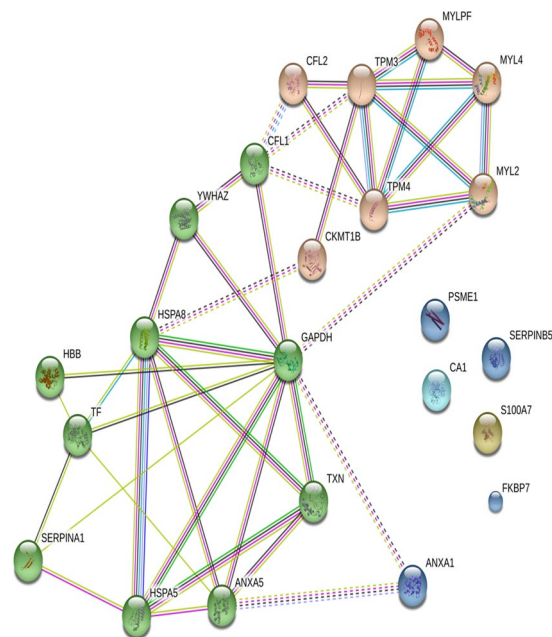 MYLPF
CFL2
TPM3
MYL4
CFL1
TPM4
MYL2
YWHAZ
CKMT1B
PSME1
HSPA8
GAPDH
SERPINB5
HBB
CA1
TF
S100A7
TXN
FKBP7
SERPINA1
ANXA1
HSPA5
ANXA5